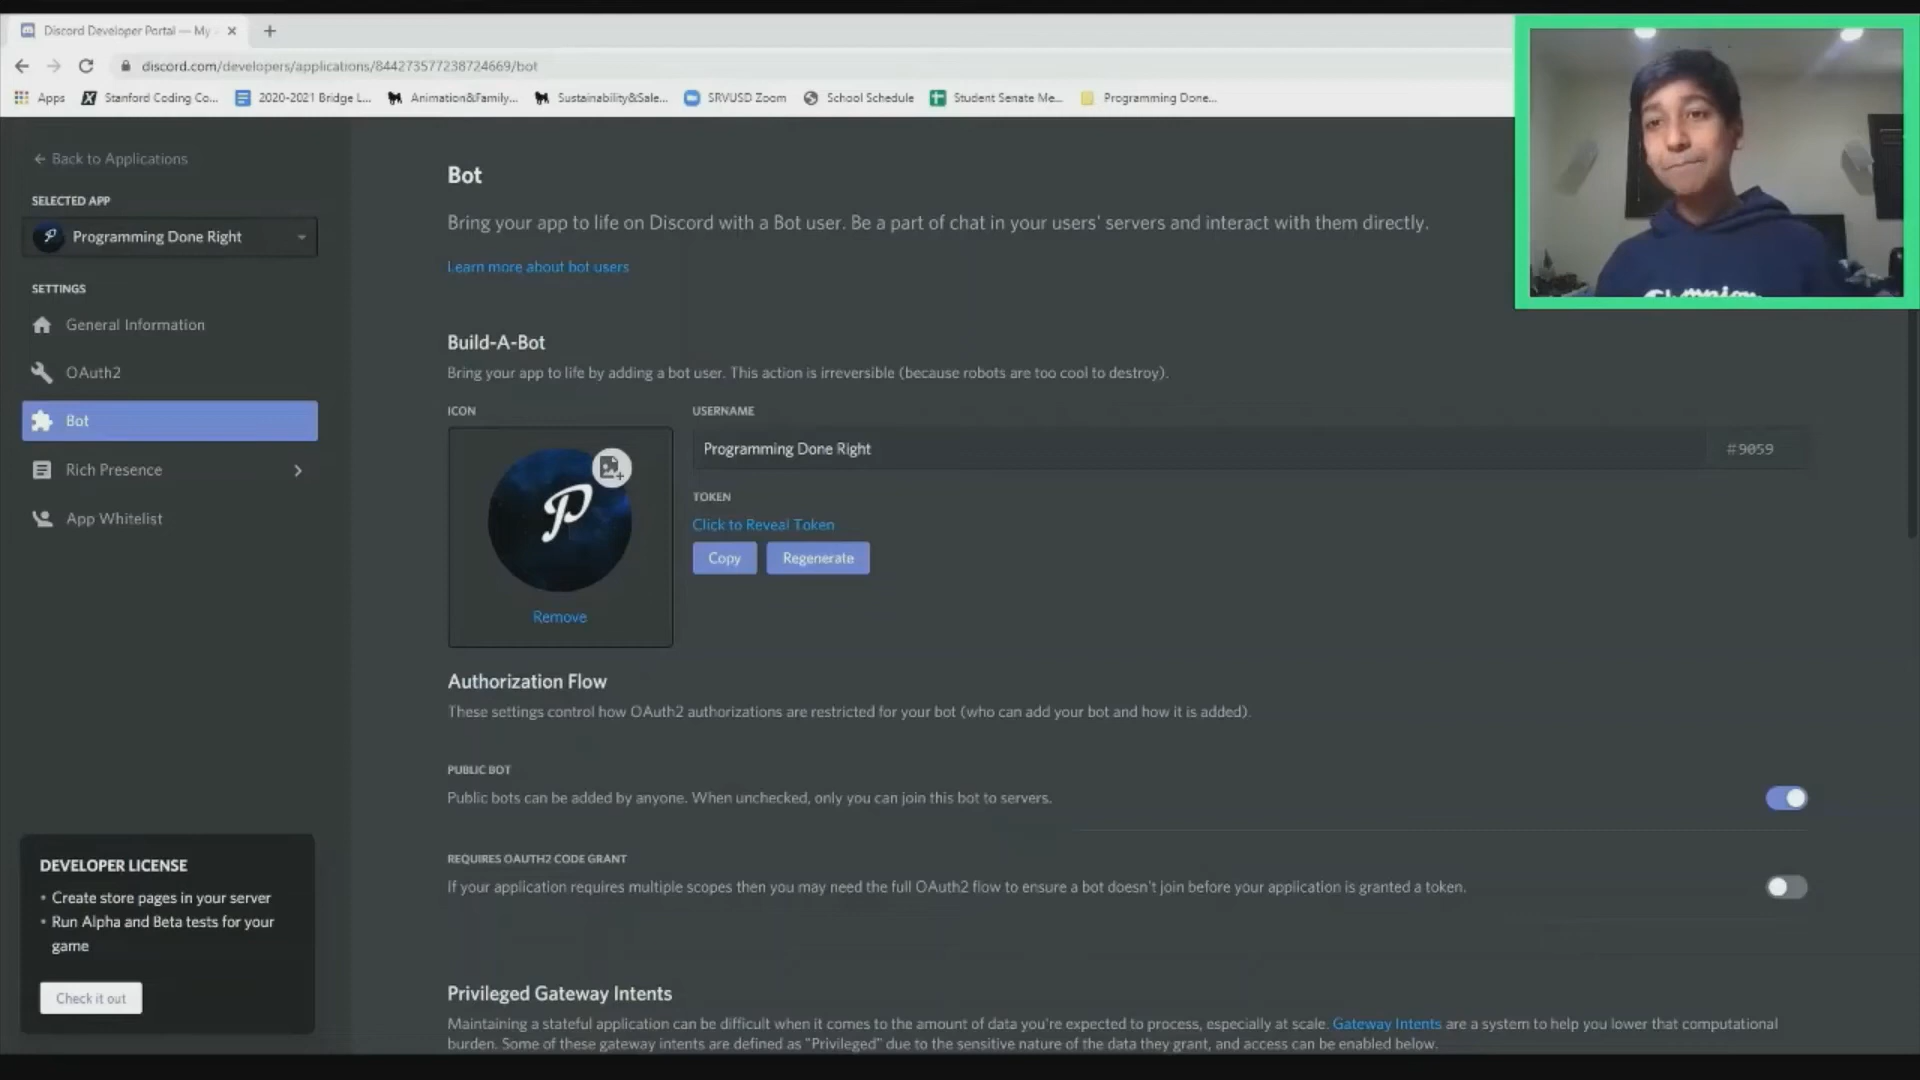 Discord Developer Portal — My
discord.com/developers/applications/844273577238724669/bot
Apps
Stanford Coding Co...
2020-2021 Bridge L...
Animation&Family...
Sustainability&Sale...
SRVUSD Zoom
School Schedule
Student Senate Me...
Programming Done...
← Back to Applications
SELECTED APP
Programming Done Right
SETTINGS
General Information
OAuth2
Bot
Rich Presence
App Whitelist
DEVELOPER LICENSE
• Create store pages in your server
• Run Alpha and Beta tests for your
game
Check it out
Bot
Bring your app to life on Discord with a Bot user. Be a part of chat in your users' servers and interact with them directly.
Learn more about bot users
Build-A-Bot
Bring your app to life by adding a bot user. This action is irreversible (because robots are too cool to destroy).
ICON
P
Remove
USERNAME
Programming Done Right
#9059
TOKEN
Click to Reveal Token
Copy
Regenerate
Authorization Flow
These settings control how OAuth2 authorizations are restricted for your bot (who can add your bot and how it is added).
PUBLIC BOT
Public bots can be added by anyone. When unchecked, only you can join this bot to servers.
REQUIRES OAUTH2 CODE GRANT
If your application requires multiple scopes then you may need the full OAuth2 flow to ensure a bot doesn't join before your application is granted a token.
Privileged Gateway Intents
Maintaining a stateful application can be difficult when it comes to the amount of data you're expected to process, especially at scale. Gateway Intents are a system to help you lower that computational
burden. Some of these gateway intents are defined as "Privileged" due to the sensitive nature of the data they grant, and access can be enabled below.
Champion